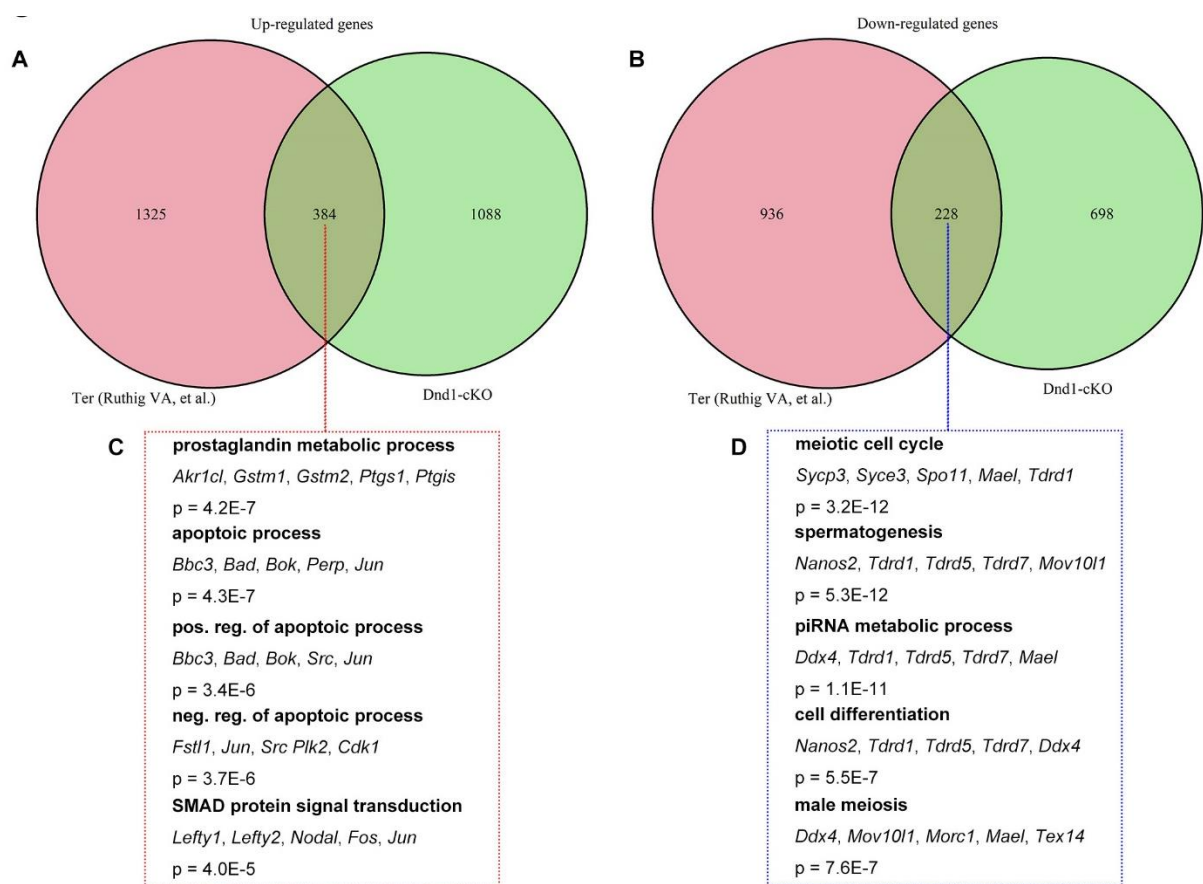 Up-regulated genes
A
1325
384
1088
Ter (Ruthig VA, et al.)
Dnd1-cKO
Down-regulated genes
B
936
228
698
Ter (Ruthig VA, et al.)
Dnd1-cKO
C
prostaglandin metabolic process
Akr1cl, Gstm1, Gstm2, Ptgs1, Ptgis
p = 4.2E-7
apoptoic process
Bbc3, Bad, Bok, Perp, Jun
p = 4.3E-7
pos. reg. of apoptoic process
Bbc3, Bad, Bok, Src, Jun
p = 3.4E-6
neg. reg. of apoptoic process
Fstl1, Jun, Src Plk2, Cdk1
p = 3.7E-6
SMAD protein signal transduction
Lefty1, Lefty2, Nodal, Fos, Jun
p = 4.0E-5
D
meiotic cell cycle
Sycp3, Syce3, Spo11, Mael, Tdrd1
p = 3.2E-12
spermatogenesis
Nanos2, Tdrd1, Tdrd5, Tdrd7, Mov10l1
p = 5.3E-12
piRNA metabolic process
Ddx4, Tdrd1, Tdrd5, Tdrd7, Mael
p = 1.1E-11
cell differentiation
Nanos2, Tdrd1, Tdrd5, Tdrd7, Ddx4
p = 5.5E-7
male meiosis
Ddx4, Mov10l1, Morc1, Mael, Tex14
p = 7.6E-7